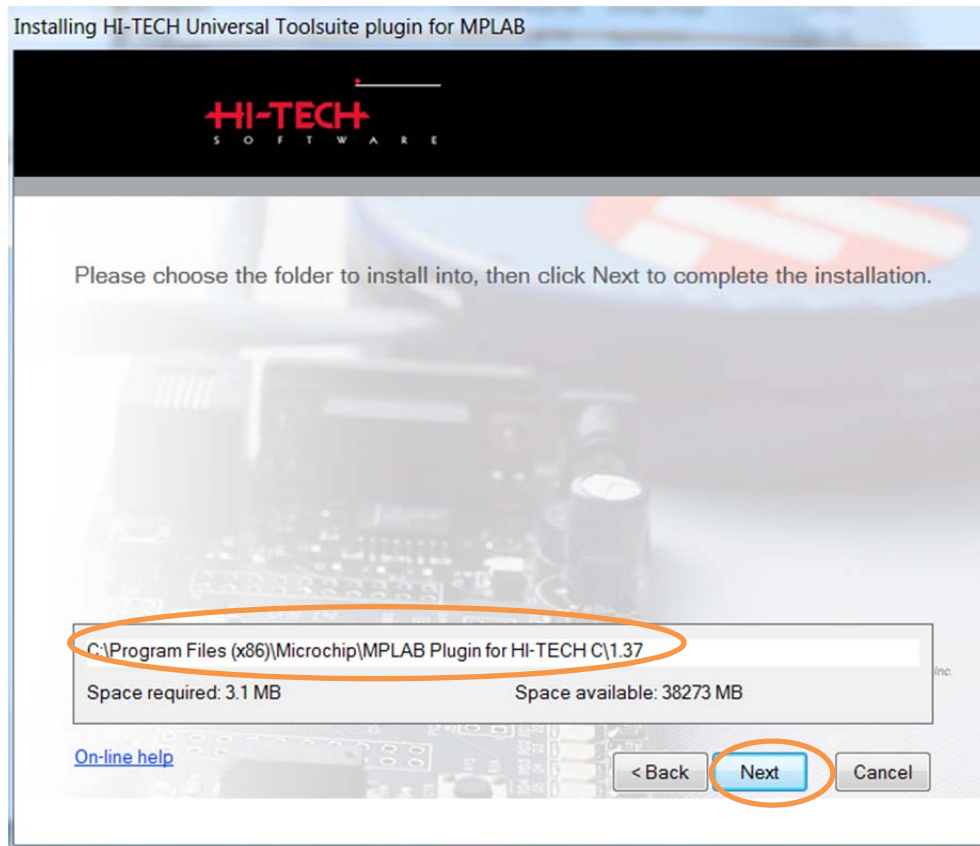 Installing HI-TECH Universal Toolsuite plugin for MPLAB
HI-TECH
SOFTWARE
Please choose the folder to install into, then click Next to complete the installation.
C:\Program Files (x86)\Microchip\MPLAB Plugin for HI-TECH C\1.37
Inc.
Space required: 3.1 MB Space available: 38273 MB
On-line help
< Back Next Cancel